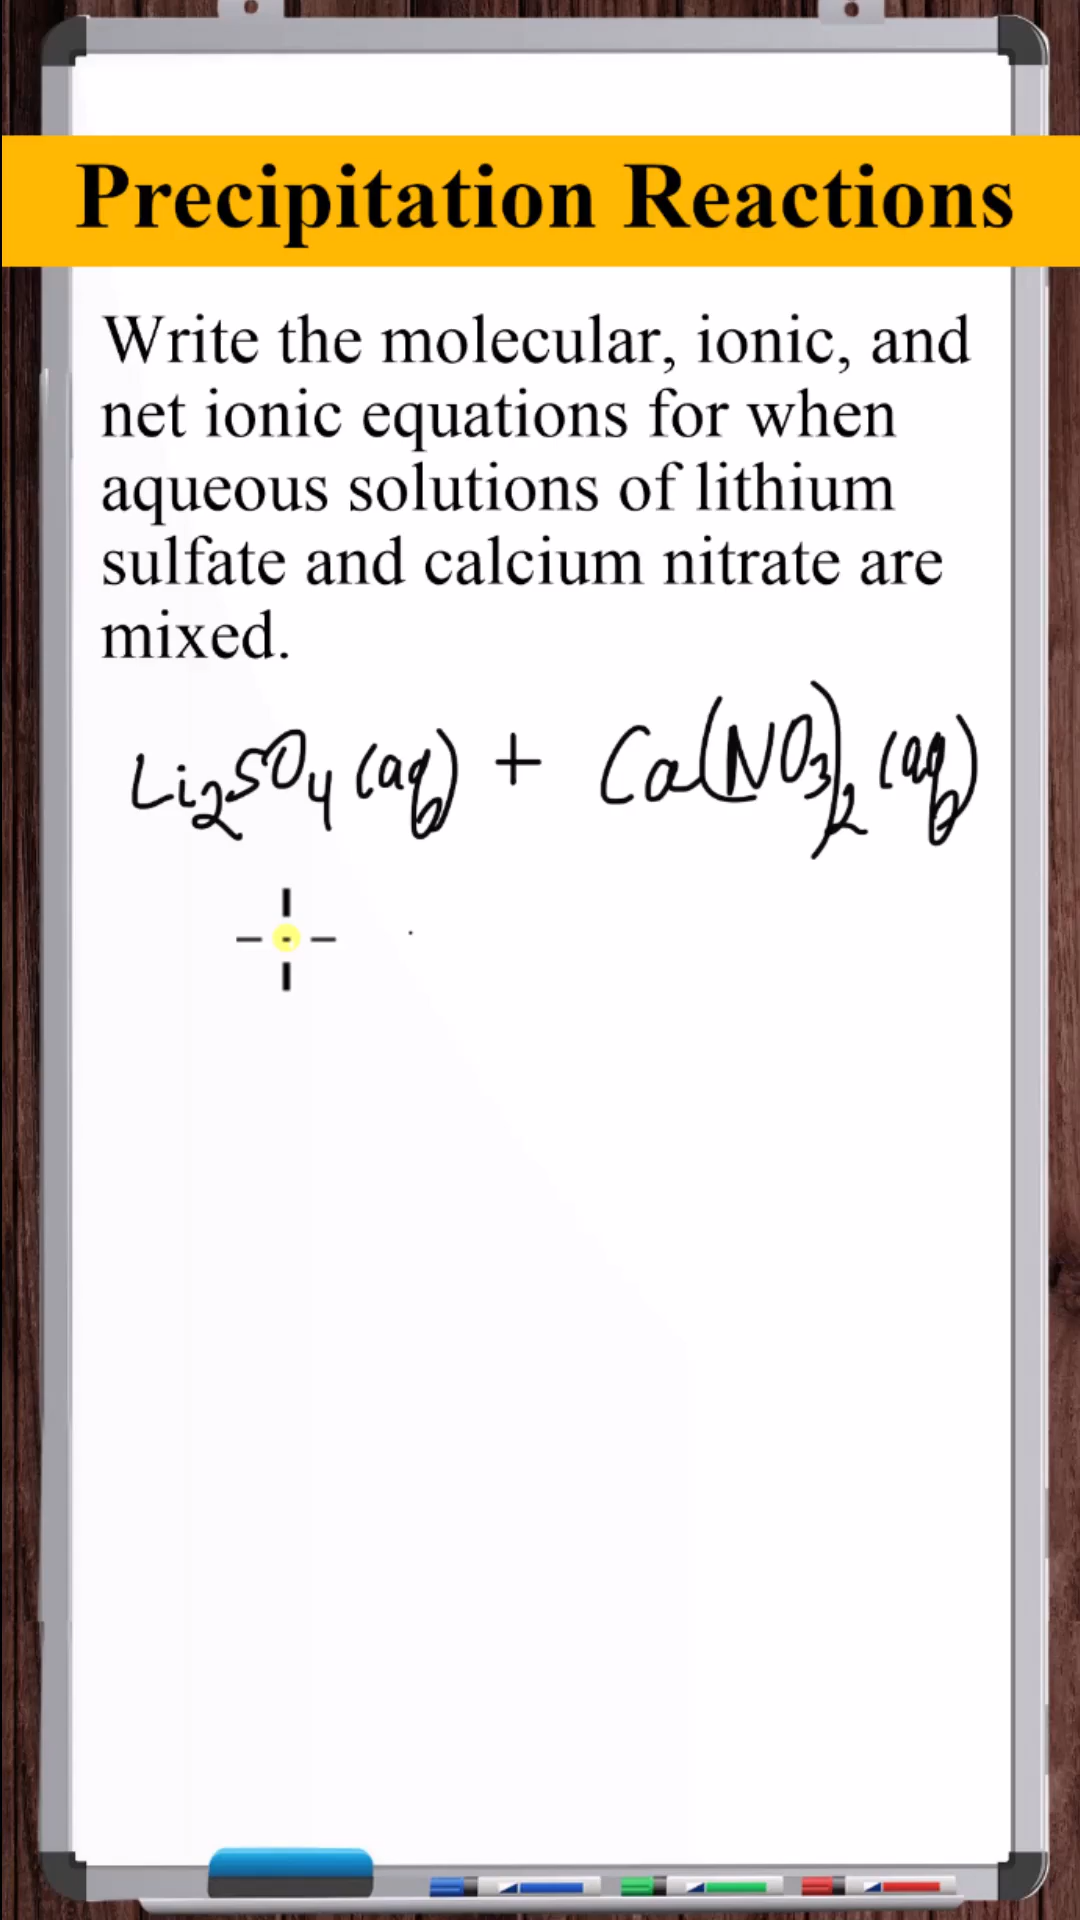 Precipitation Reactions
Write the molecular, ionic, and
net ionic equations for when
aqueous solutions of lithium
sulfate and calcium nitrate are
mixed.
Li₂SO₄ (aq) + Ca(NO₃)₂ (aq)